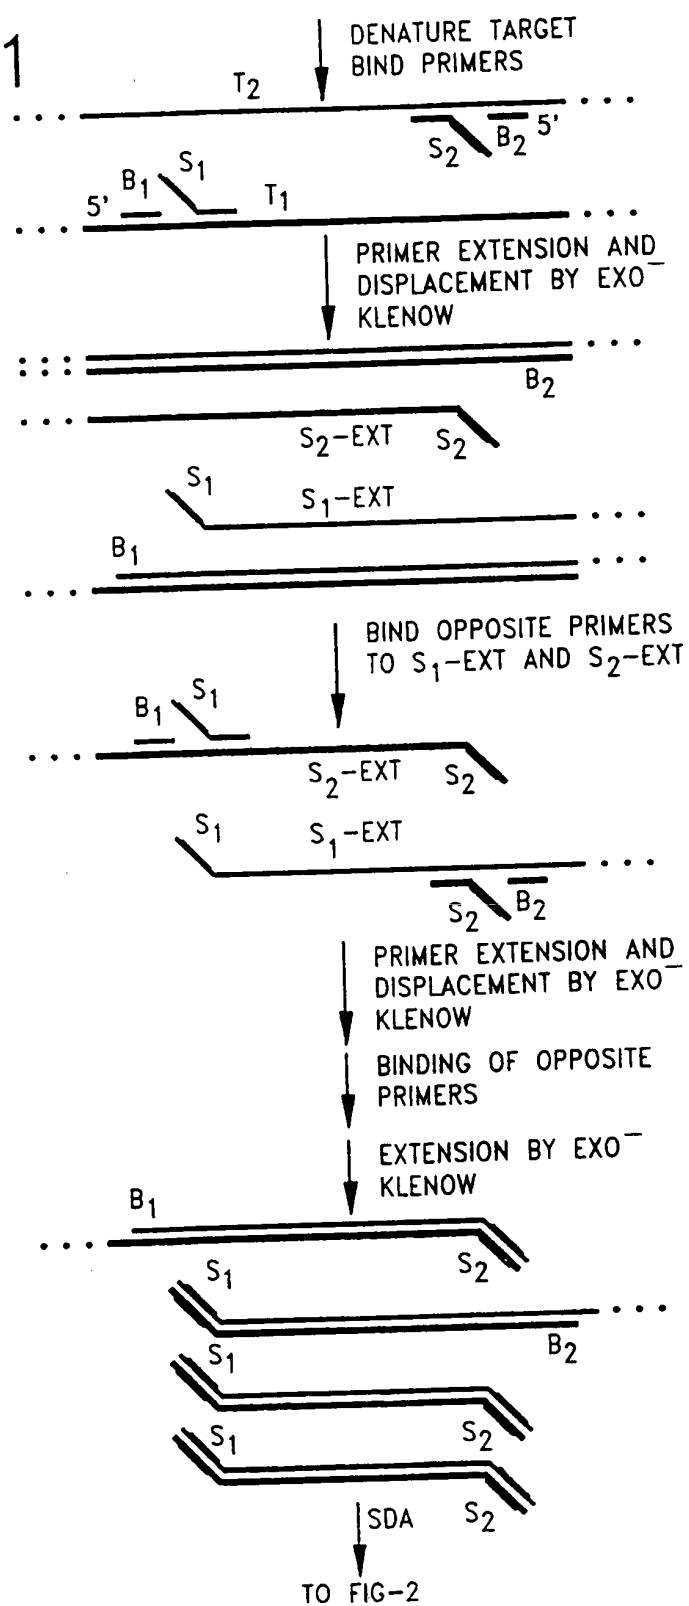 1
DENATURE TARGET
BIND PRIMERS
T2
S2
B2 5'
5' B1
S1
T1
PRIMER EXTENSION AND
DISPLACEMENT BY EXO⁻
KLENOW
B2
S2-EXT S2
S1
S1-EXT
B1
BIND OPPOSITE PRIMERS
TO S1-EXT AND S2-EXT
B1
S1
S2-EXT S2
S1 S1-EXT
S2 B2
PRIMER EXTENSION AND
DISPLACEMENT BY EXO⁻
KLENOW
BINDING OF OPPOSITE
PRIMERS
EXTENSION BY EXO⁻
KLENOW
B1
S2
S1
B2
S1
S2
S1
S2
SDA
TO FIG-2